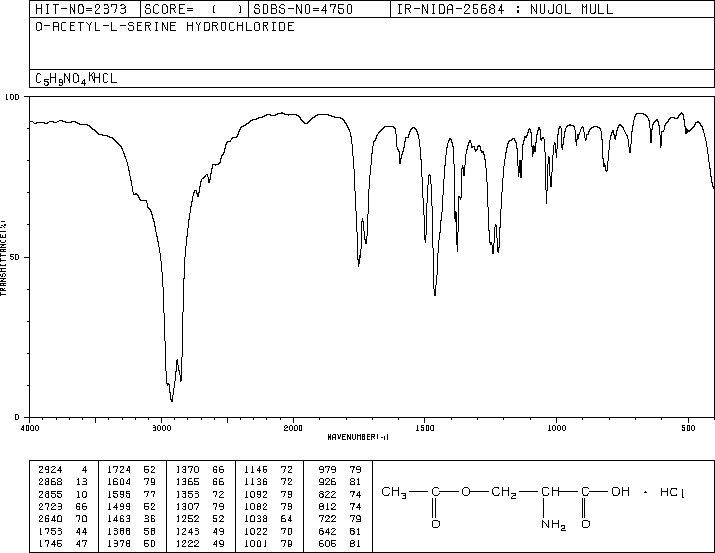 HIT-NO=2373 SCORE= ( ) SDBS-NO=4750 IR-NIDA-25684 : NUJOL MULL
O-ACETYL-L-SERINE HYDROCHLORIDE
C5H9NO4 HCL
100
50
0
TRANSMITTANCE(%)
4000 3000 2000 1500 1000 500
WAVENUMBER(-1)
2924 4 1724 52 1370 66 1146 72 979 79
2868 13 1604 79 1365 66 1136 72 926 81
2855 10 1595 77 1353 72 1092 79 822 74
2723 66 1499 52 1307 79 1082 79 812 74
2640 70 1463 36 1252 52 1038 64 722 79
1753 44 1388 58 1243 49 1022 70 642 81
1746 47 1378 50 1222 49 1001 79 606 81
CH3 C O CH2 CH C OH · HCl
O NH2 O